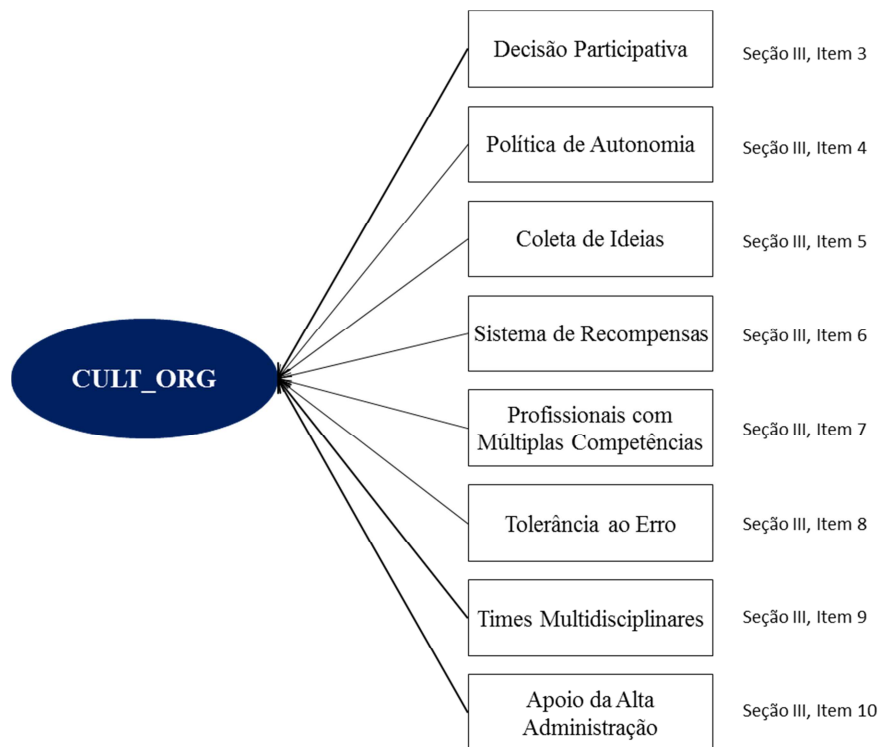 Decisão Participativa
Seção III, Item 3
Política de Autonomia
Seção III, Item 4
Coleta de Ideias
Seção III, Item 5
Sistema de Recompensas
Seção III, Item 6
CULT_ORG
Profissionais com
Múltiplas Competências
Seção III, Item 7
Tolerância ao Erro
Seção III, Item 8
Times Multidisciplinares
Seção III, Item 9
Apoio da Alta
Administração
Seção III, Item 10